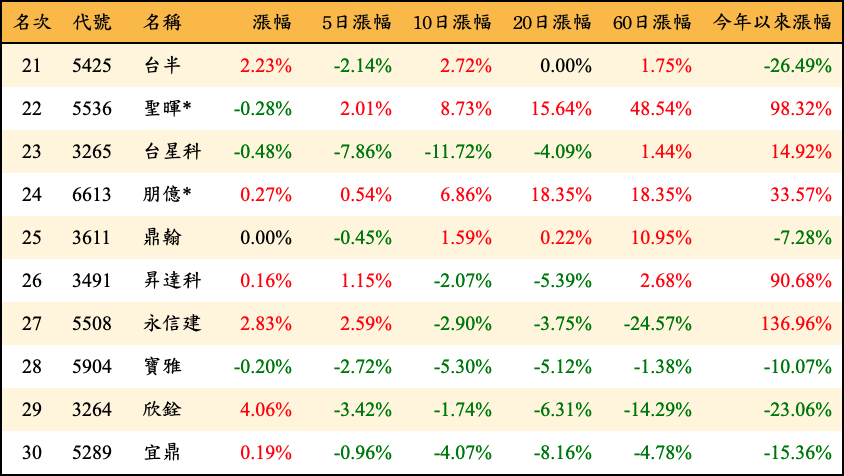 名次 代號 名稱 漲幅 5日漲幅 10日漲幅 20日漲幅 60日漲幅 今年以來漲幅
21 5425 台半 2.23% -2.14% 2.72% 0.00% 1.75% -26.49%
22 5536 聖暉* -0.28% 2.01% 8.73% 15.64% 48.54% 98.32%
23 3265 台星科 -0.48% -7.86% -11.72% -4.09% 1.44% 14.92%
24 6613 朋億* 0.27% 0.54% 6.86% 18.35% 18.35% 33.57%
25 3611 鼎翰 0.00% -0.45% 1.59% 0.22% 10.95% -7.28%
26 3491 昇達科 0.16% 1.15% -2.07% -5.39% 2.68% 90.68%
27 5508 永信建 2.83% 2.59% -2.90% -3.75% -24.57% 136.96%
28 5904 寶雅 -0.20% -2.72% -5.30% -5.12% -1.38% -10.07%
29 3264 欣銓 4.06% -3.42% -1.74% -6.31% -14.29% -23.06%
30 5289 宜鼎 0.19% -0.96% -4.07% -8.16% -4.78% -15.36%